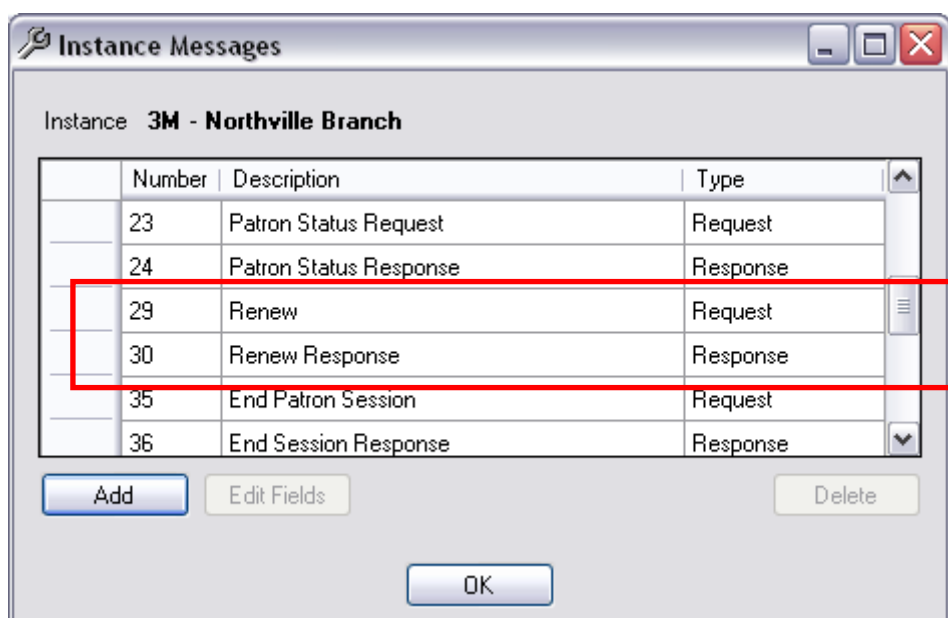 Instance Messages
Instance 3M - Northville Branch
Number Description Type
23 Patron Status Request Request
24 Patron Status Response Response
29 Renew Request
30 Renew Response Response
35 End Patron Session Request
36 End Session Response Response
Add Edit Fields Delete
OK